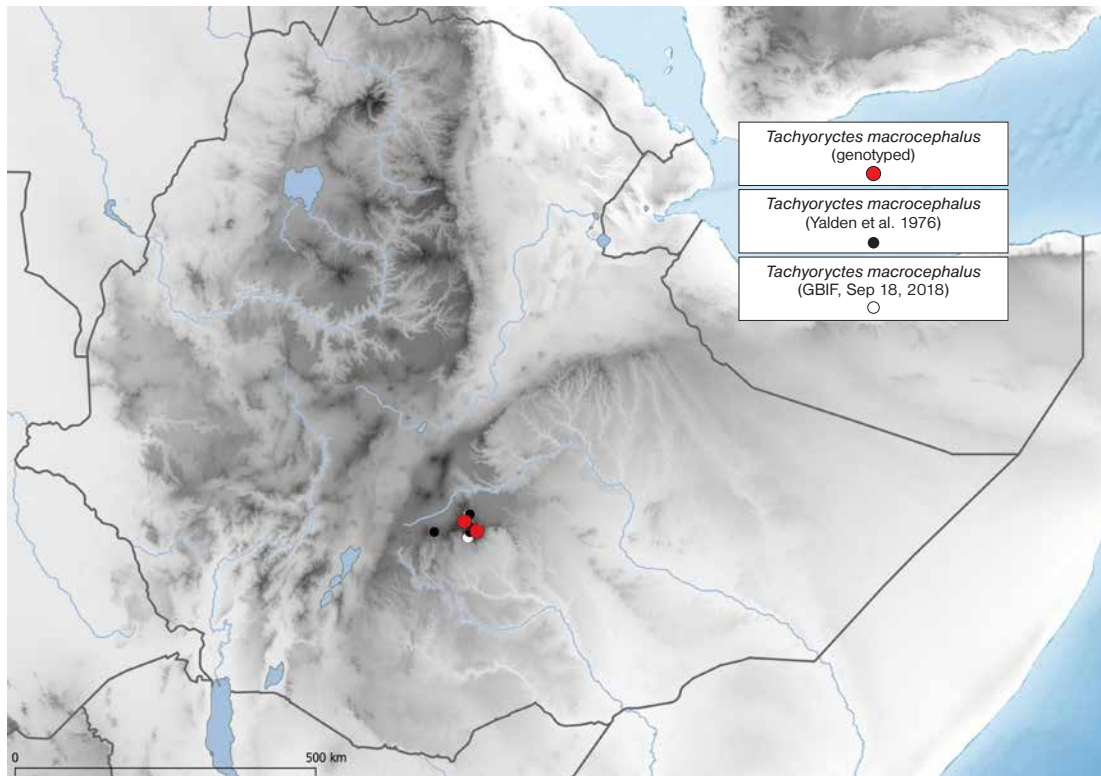 Tachyoryctes macrocephalus
(genotyped)
Tachyoryctes macrocephalus
(Yalden et al. 1976)
Tachyoryctes macrocephalus
(GBIF, Sep 18, 2018)
0 500 km